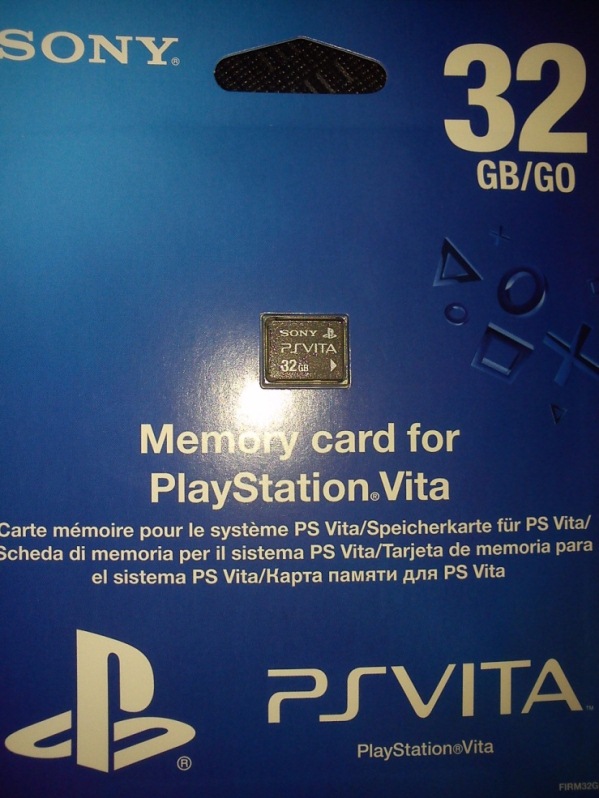 SONY®
32
GB/GO
SONY
PSVITA
32GB
Memory card for
PlayStation®Vita
Carte mémoire pour le système PS Vita/Speicherkarte für PS Vita/
Scheda di memoria per il sistema PS Vita/Tarjeta de memoria para
el sistema PS Vita/Карта памяти для PS Vita
®
PSVITA™
PlayStation®Vita
FIRM32G